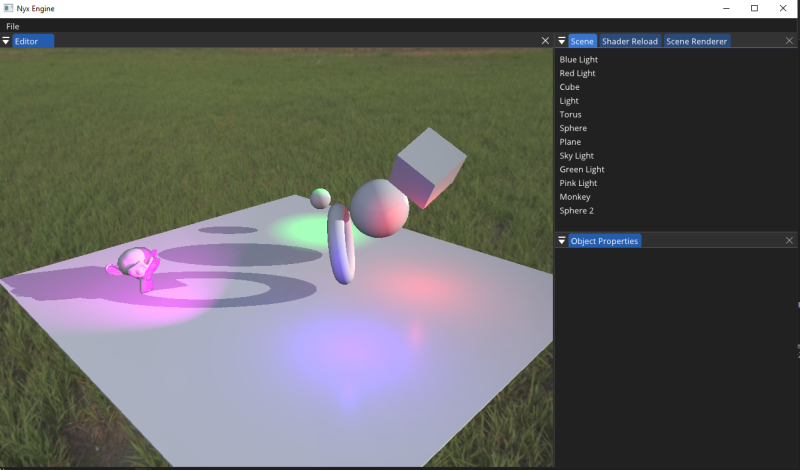 Nyx Engine
File
Editor
Scene Shader Reload Scene Renderer
Blue Light
Red Light
Cube
Light
Torus
Sphere
Plane
Sky Light
Green Light
Pink Light
Monkey
Sphere 2
Object Properties